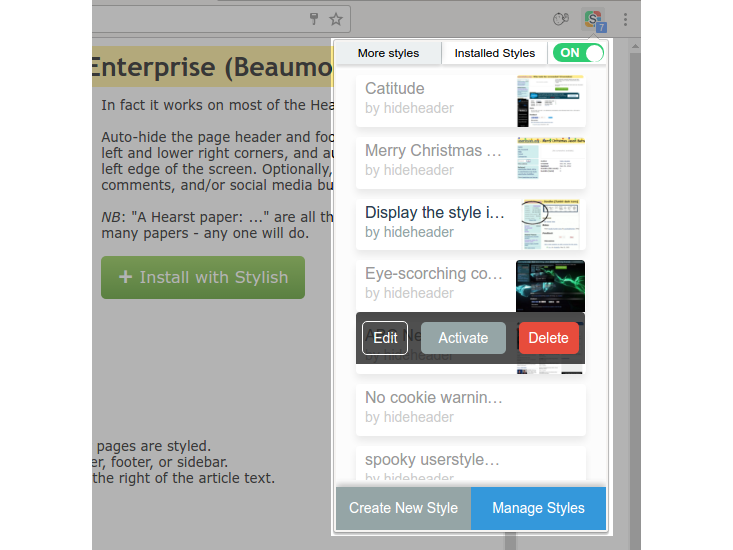 S
7
Enterprise (Beaumo
In fact it works on most of the Hea
Auto-hide the page header and foo
left and lower right corners, and au
left edge of the screen. Optionally,
comments, and/or social media bu
NB: "A Hearst paper: ..." are all th
many papers - any one will do.
+ Install with Stylish
pages are styled.
er, footer, or sidebar.
the right of the article text.
More styles
Installed Styles
ON
Catitude
by hideheader
Merry Christmas ...
by hideheader
Display the style i...
by hideheader
Eye-scorching co...
by hideheader
Edit
Activate
Delete
No cookie warnin...
by hideheader
spooky userstyle...
by hideheader
Create New Style
Manage Styles